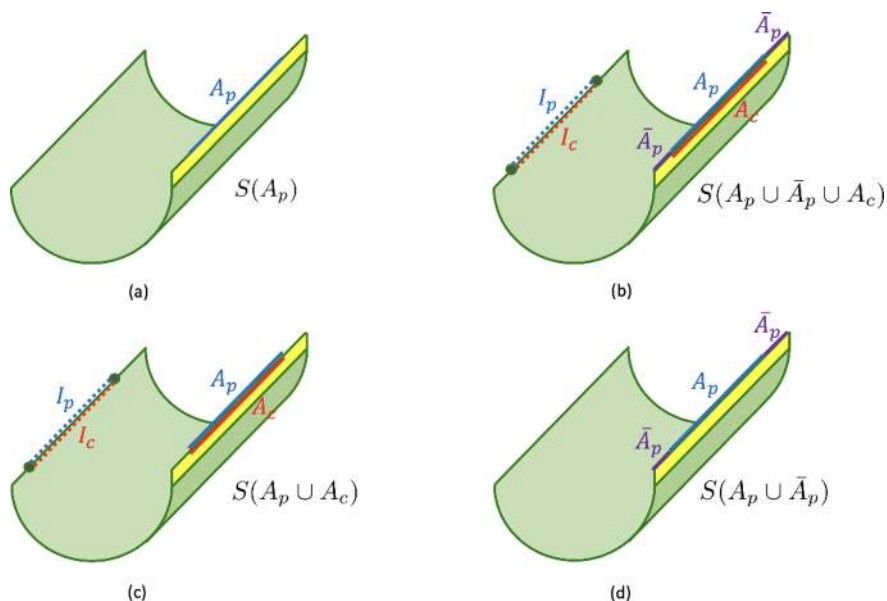 A_p
S(A_p)
(a)
Ā_p
I_p
A_p
A_c
I_c
Ā_p
S(A_p ∪ Ā_p ∪ A_c)
(b)
I_p
A_p
I_c
A_c
S(A_p ∪ A_c)
(c)
Ā_p
A_p
Ā_p
S(A_p ∪ Ā_p)
(d)